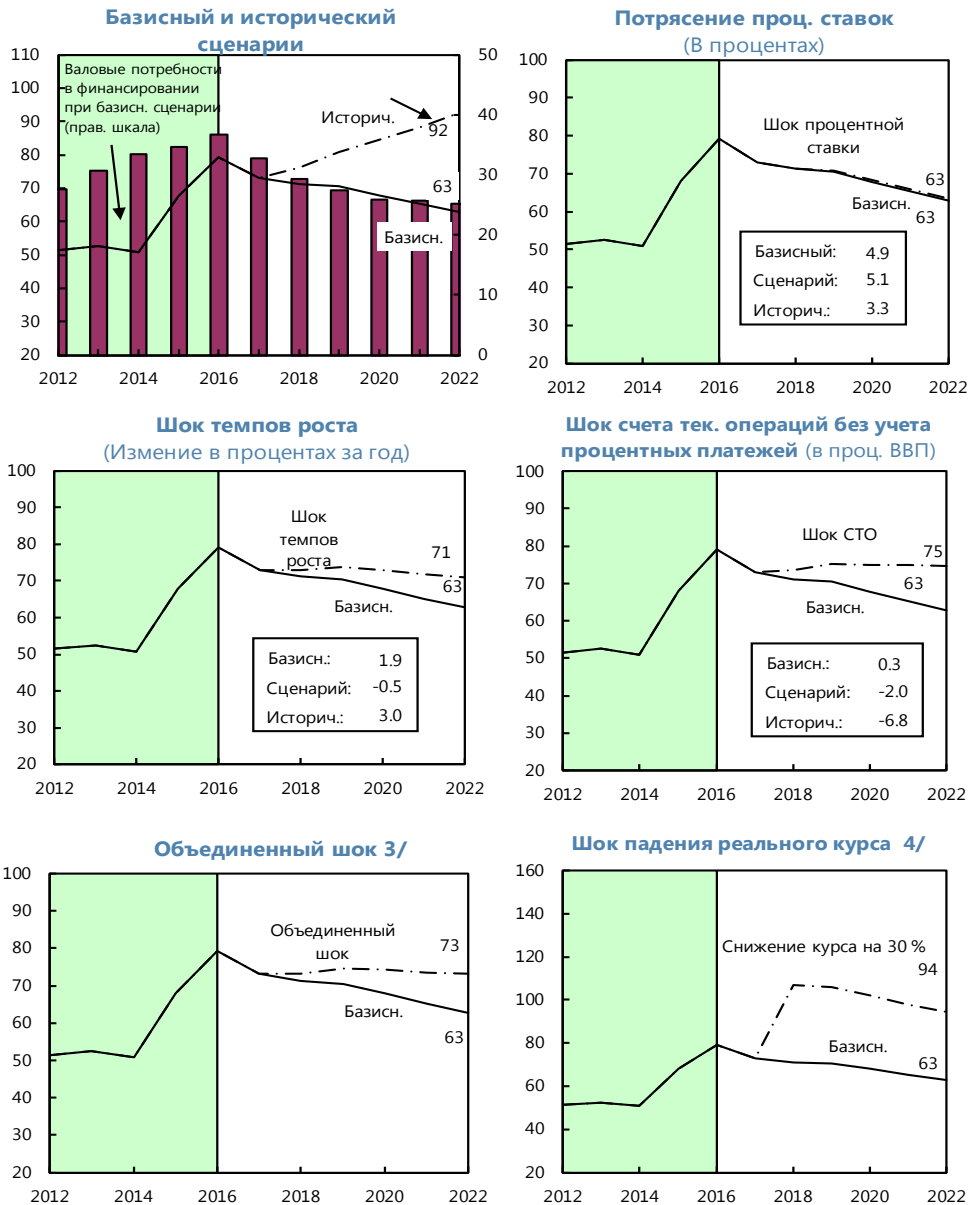 Базисный и исторический
сценарии
110
100
90
80
70
60
50
40
30
20
50
40
30
20
10
0
Валовые потребности
в финансировании
при базисн. сценарии
(прав. шкала)
Историч.
92
63
Базисн.
2012 2014 2016 2018 2020 2022
Потрясение проц. ставок
(В процентах)
100
90
80
70
60
50
40
30
20
Шок процентной
ставки
63
Базисн.
63
Базисный: 4.9
Сценарий: 5.1
Историч.: 3.3
2012 2014 2016 2018 2020 2022
Шок темпов роста
(Изменение в процентах за год)
100
90
80
70
60
50
40
30
20
Шок
темпов
роста
71
63
Базисн.
Базисн.: 1.9
Сценарий: -0.5
Историч.: 3.0
2012 2014 2016 2018 2020 2022
Шок счета тек. операций без учета
процентных платежей (в проц. ВВП)
100
90
80
70
60
50
40
30
20
Шок СТО
75
63
Базисн.
Базисн.: 0.3
Сценарий: -2.0
Историч.: -6.8
2012 2014 2016 2018 2020 2022
Объединенный шок 3/
100
90
80
70
60
50
40
30
20
Объединенный
шок
73
Базисн.
63
2012 2014 2016 2018 2020 2022
Шок падения реального курса 4/
160
140
120
100
80
60
40
20
Снижение курса на 30 %
94
Базисн.
63
2012 2014 2016 2018 2020 2022